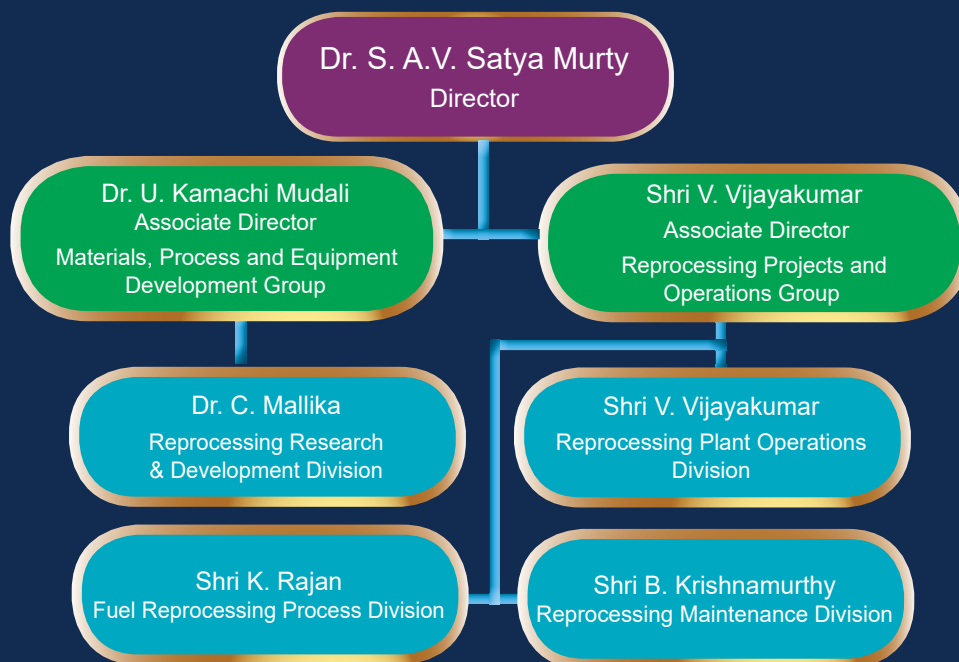 Dr. S. A.V. Satya Murty
Director
Dr. U. Kamachi Mudali
Associate Director
Materials, Process and Equipment
Development Group
Shri V. Vijayakumar
Associate Director
Reprocessing Projects and
Operations Group
Dr. C. Mallika
Reprocessing Research
& Development Division
Shri V. Vijayakumar
Reprocessing Plant Operations
Division
Shri K. Rajan
Fuel Reprocessing Process Division
Shri B. Krishnamurthy
Reprocessing Maintenance Division